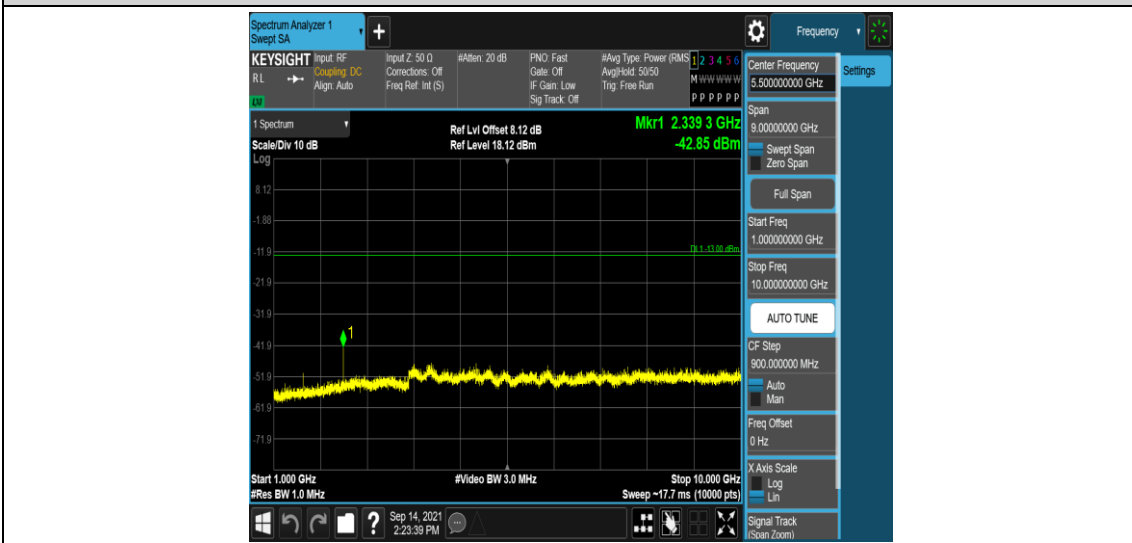 Spectrum Analyzer 1
Swept SA
+
Frequency
KEYSIGHT
RL
LXI
Input: RF
Coupling: DC
Align: Auto
Input Z: 50 Ω
Corrections: Off
Freq Ref: Int (S)
#Atten: 20 dB
PNO: Fast
Gate: Off
IF Gain: Low
Sig Track: Off
#Avg Type: Power (RMS
Avg|Hold: 50/50
Trig: Free Run
1 2 3 4 5 6
M W W W W W
P P P P P P
1 Spectrum
Scale/Div 10 dB
Log
Ref Lvl Offset 8.12 dB
Ref Level 18.12 dBm
Mkr1 2.339 3 GHz
-42.85 dBm
8.12
-1.88
-11.9
DL1 -13.00 dBm
-21.9
-31.9
1
-41.9
-51.9
-61.9
-71.9
Start 1.000 GHz
#Res BW 1.0 MHz
#Video BW 3.0 MHz
Stop 10.000 GHz
Sweep ~17.7 ms (10000 pts)
?
Sep 14, 2021
2:23:39 PM
Center Frequency
5.500000000 GHz
Settings
Span
9.00000000 GHz
Swept Span
Zero Span
Full Span
Start Freq
1.000000000 GHz
Stop Freq
10.000000000 GHz
AUTO TUNE
CF Step
900.000000 MHz
Auto
Man
Freq Offset
0 Hz
X Axis Scale
Log
Lin
Signal Track
(Span Zoom)